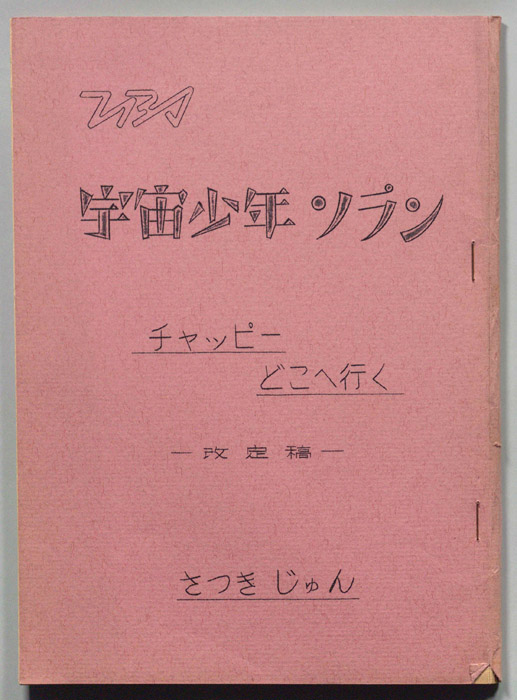 TBS
宇宙少年ソラン
チャッピー
どこへ行く
—改定稿—
さつきじゅん